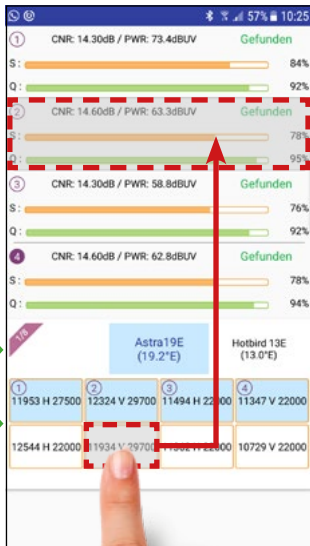 57% 10:25
1 CNR: 14.30dB / PWR: 73.4dBUV Gefunden
S: 84%
Q: 92%
2 CNR: 14.60dB / PWR: 63.3dBUV Gefunden
S: 78%
Q: 95%
3 CNR: 14.30dB / PWR: 58.8dBUV Gefunden
S: 76%
Q: 92%
4 CNR: 14.60dB / PWR: 62.8dBUV Gefunden
S: 78%
Q: 94%
1/8
Astra19E Hotbird 13E
(19.2°E) (13.0°E)
1 2 3 4
11953 H 27500 12324 V 29700 11494 H 22000 11347 V 22000
12544 H 22000 11934 V 29700 22000 10729 V 22000